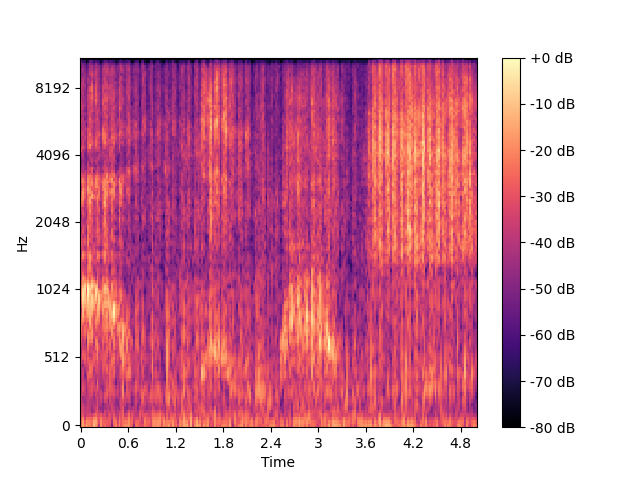 +0 dB
8192
-10 dB
4096
-20 dB
-30 dB
2048
Hz
-40 dB
1024
-50 dB
-60 dB
512
-70 dB
0
-80 dB
0 0.6 1.2 1.8 2.4 3 3.6 4.2 4.8
Time